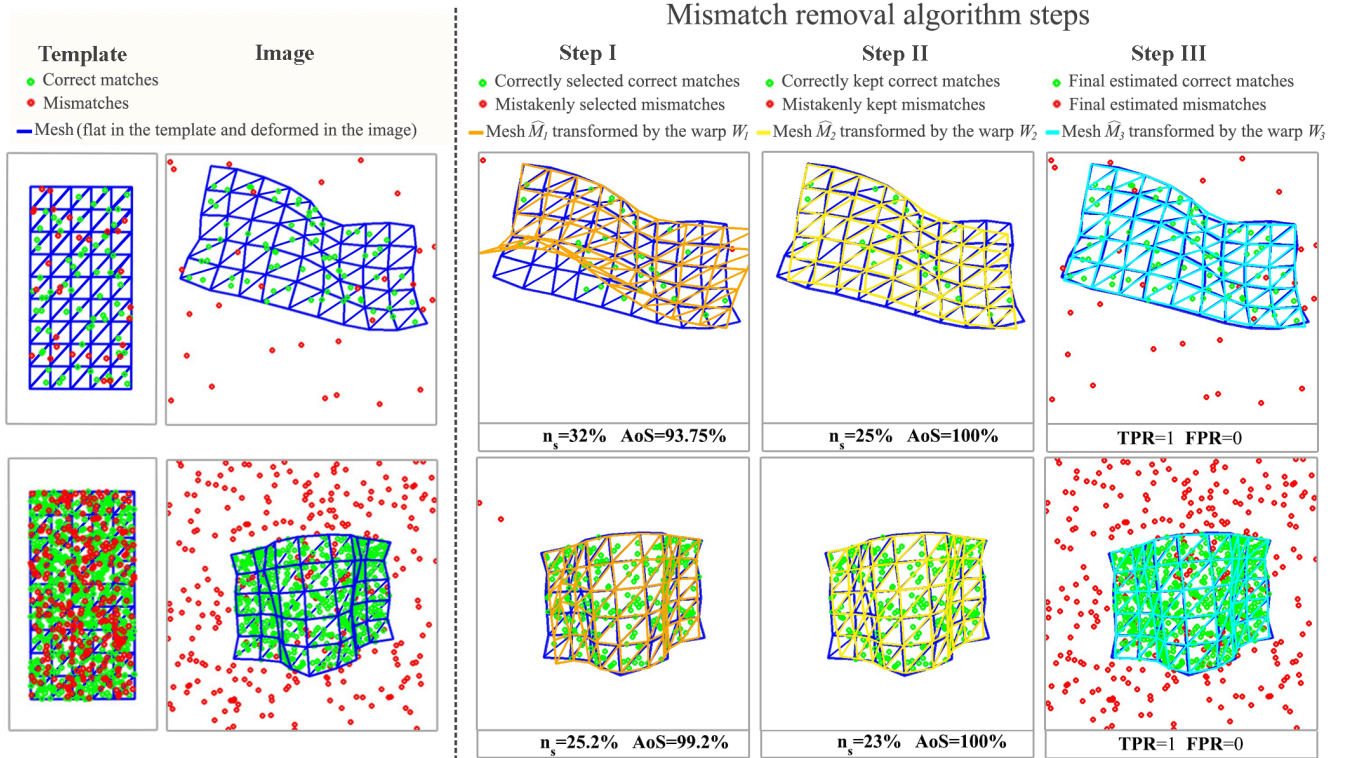 Mismatch removal algorithm steps
Template
Image
Correct matches
Mismatches
Mesh (flat in the template and deformed in the image)
Step I
Correctly selected correct matches
Mistakenly selected mismatches
Mesh M̂1 transformed by the warp W1
Step II
Correctly kept correct matches
Mistakenly kept mismatches
Mesh M̂2 transformed by the warp W2
Step III
Final estimated correct matches
Final estimated mismatches
Mesh M̂3 transformed by the warp W3
ns=32% AoS=93.75%
ns=25% AoS=100%
TPR=1 FPR=0
ns=25.2% AoS=99.2%
ns=23% AoS=100%
TPR=1 FPR=0